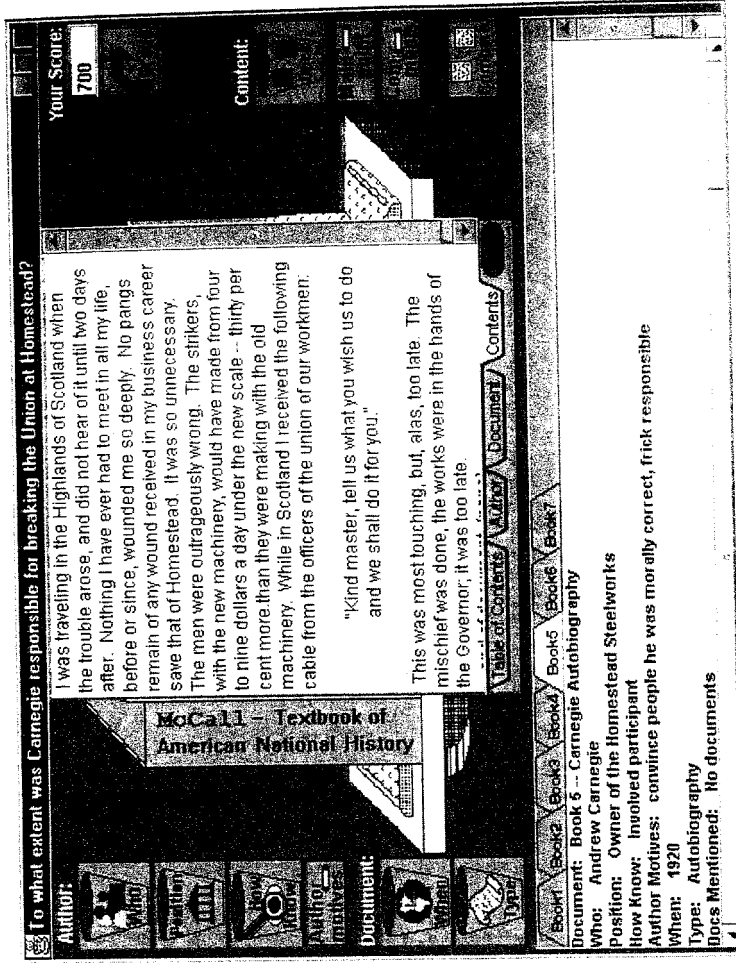 To what extent was Carnegie responsible for breaking the Union at Homestead?
Author:
Who
Position
How
Know
Author
Motives
Document:
When
Type
McCall - Textbook of
American National History
I was traveling in the Highlands of Scotland when
the trouble arose, and did not hear of it until two days
after. Nothing I have ever had to meet in all my life,
before or since, wounded me so deeply. No pangs
remain of any wound received in my business career
save that of Homestead. It was so unnecessary.
The men were outrageously wrong. The strikers,
with the new machinery, would have made from four
to nine dollars a day under the new scale -- thirty per
cent more than they were making with the old
machinery. While in Scotland I received the following
cable from the officers of the union of our workmen:
"Kind master, tell us what you wish us to do
and we shall do it for you."
This was most touching, but, alas, too late. The
mischief was done, the works were in the hands of
the Governor; it was too late.
Table of Contents
Author
Document
Contents
Your Score:
700
Content:
Book1
Book2
Book3
Book4
Book5
Book6
Book7
Document: Book 5 -- Carnegie Autobiography
Who: Andrew Carnegie
Position: Owner of the Homestead Steelworks
How Know: Involved participant
Author Motives: convince people he was morally correct, frick responsible
When: 1920
Type: Autobiography
Docs Mentioned: No documents